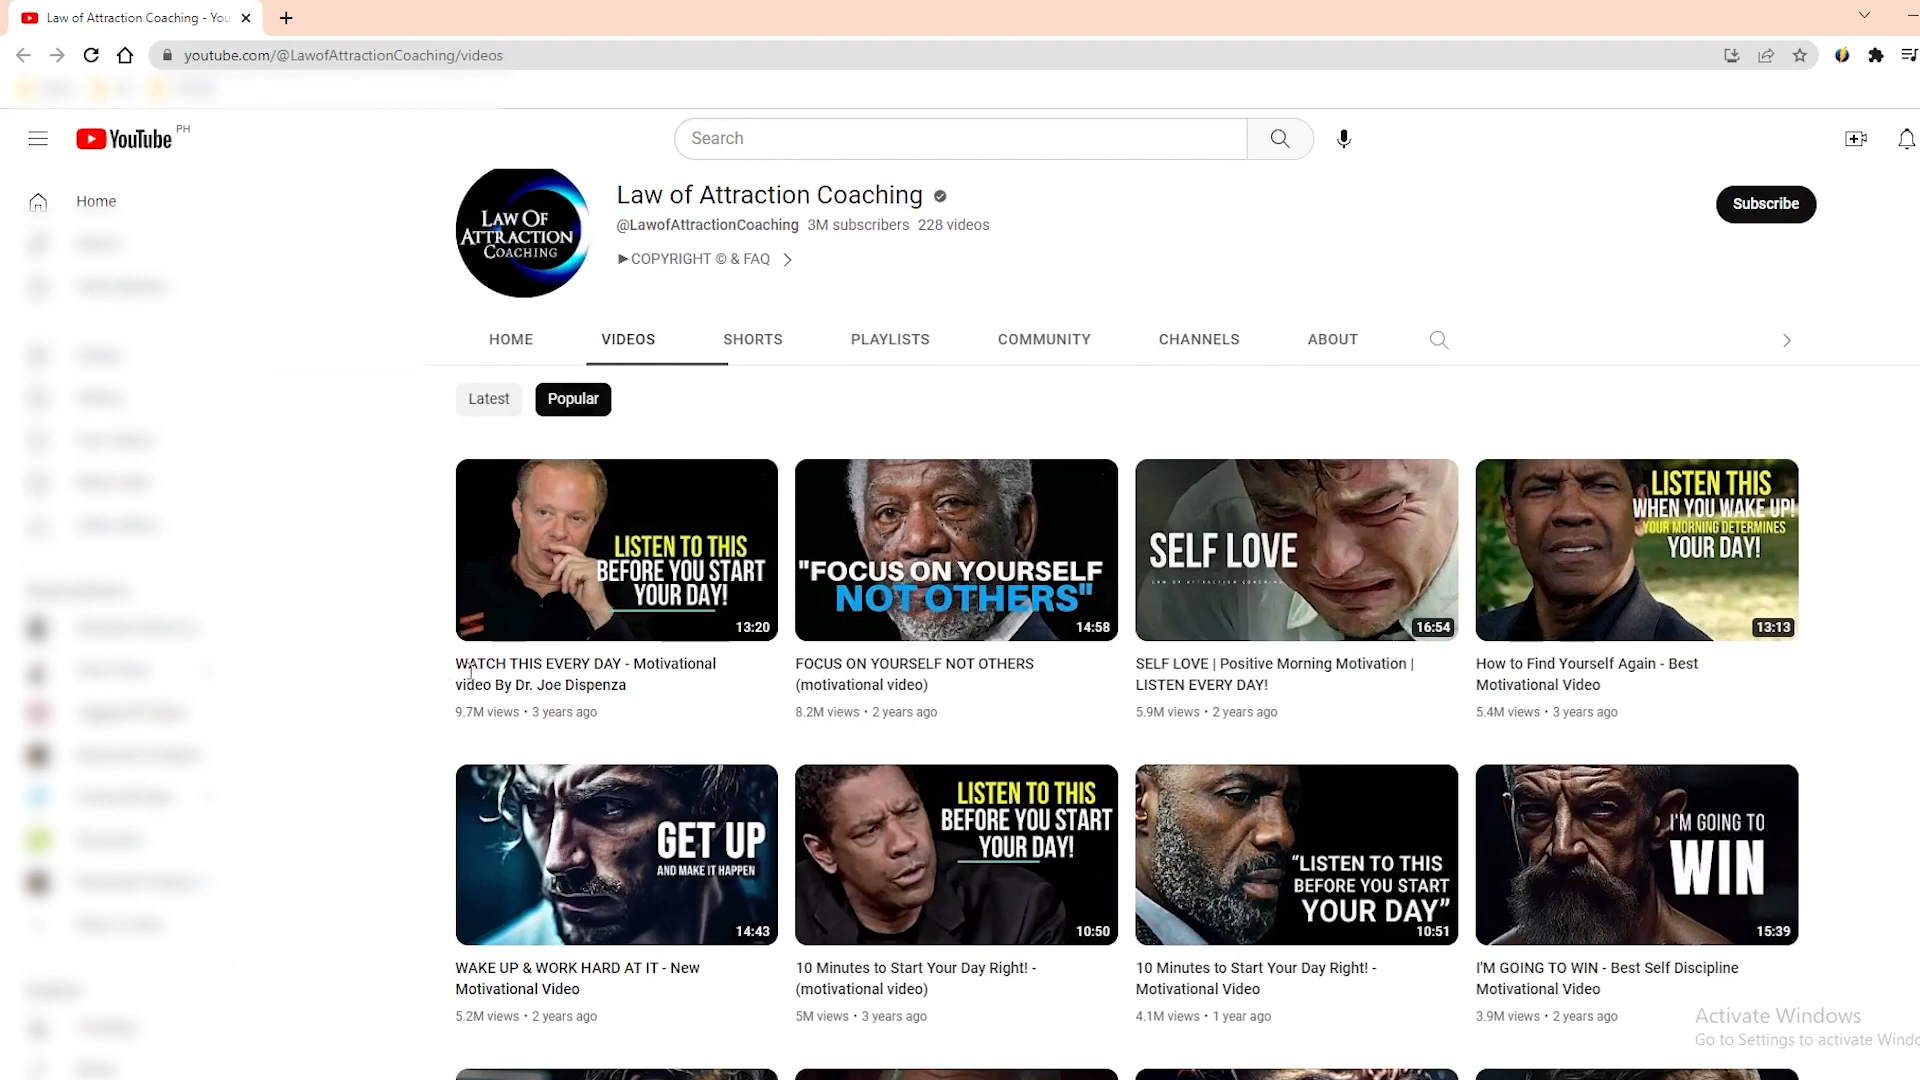 Law of Attraction Coaching - You
youtube.com/@LawofAttractionCoaching/videos
YouTube PH
Search
Home
LAW OF
ATTRACTION
COACHING
Law of Attraction Coaching
@LawofAttractionCoaching 3M subscribers 228 videos
▶COPYRIGHT © & FAQ
Subscribe
HOME VIDEOS SHORTS PLAYLISTS COMMUNITY CHANNELS ABOUT
Latest Popular
LISTEN TO THIS
BEFORE YOU START
YOUR DAY!
13:20
"FOCUS ON YOURSELF
NOT OTHERS"
14:58
SELF LOVE
LAW OF ATTRACTION COACHING
16:54
LISTEN THIS
WHEN YOU WAKE UP!
YOUR MORNING DETERMINES
YOUR DAY!
13:13
WATCH THIS EVERY DAY - Motivational
video By Dr. Joe Dispenza
9.7M views • 3 years ago
FOCUS ON YOURSELF NOT OTHERS
(motivational video)
8.2M views • 2 years ago
SELF LOVE | Positive Morning Motivation |
LISTEN EVERY DAY!
5.9M views • 2 years ago
How to Find Yourself Again - Best
Motivational Video
5.4M views • 3 years ago
GET UP
AND MAKE IT HAPPEN
14:43
LISTEN TO THIS
BEFORE YOU START
YOUR DAY!
10:50
“LISTEN TO THIS
BEFORE YOU START
YOUR DAY”
10:51
I'M GOING TO
WIN
15:39
WAKE UP & WORK HARD AT IT - New
Motivational Video
5.2M views • 2 years ago
10 Minutes to Start Your Day Right! -
(motivational video)
5M views • 3 years ago
10 Minutes to Start Your Day Right! -
Motivational Video
4.1M views • 1 year ago
I'M GOING TO WIN - Best Self Discipline
Motivational Video
3.9M views • 2 years ago
Activate Windows
Go to Settings to activate Windo